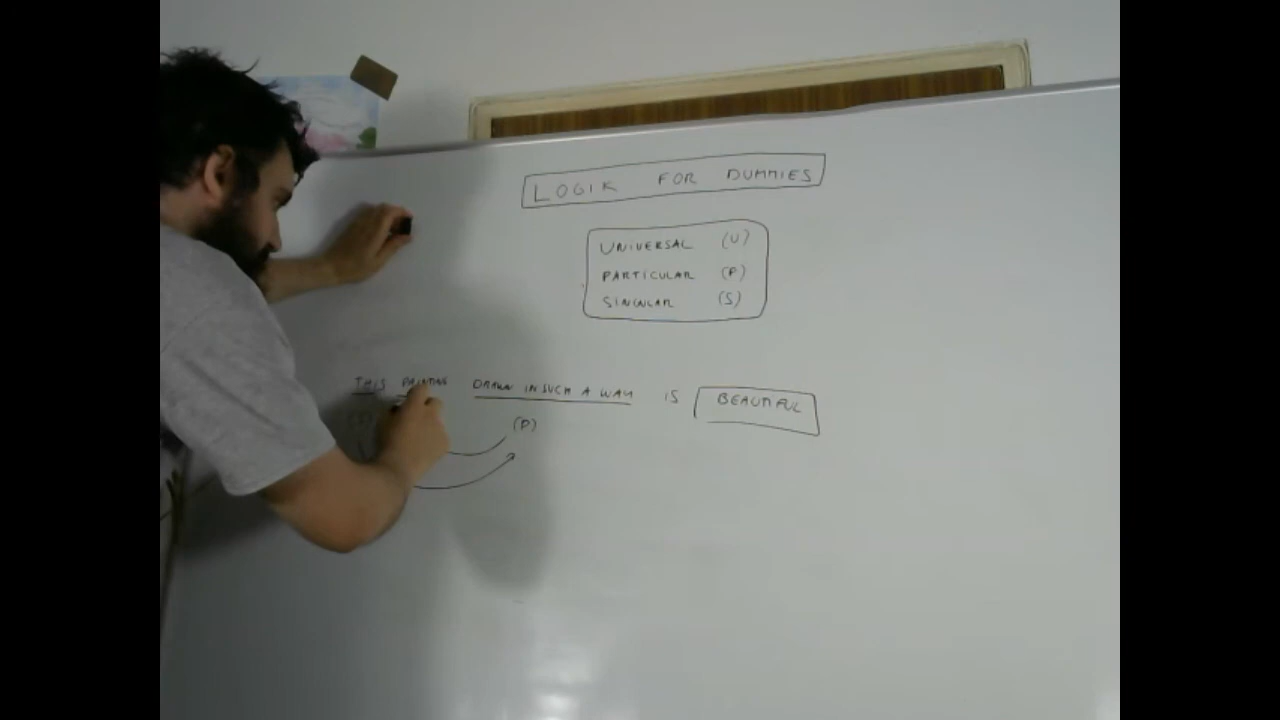 LOGIK FOR DUMMIES
UNIVERSAL (U)
PARTICULAR (P)
SINGULAR (S)
THIS PAINTING DRAWN IN SUCH A WAY IS BEAUTIFUL
(S) (P)